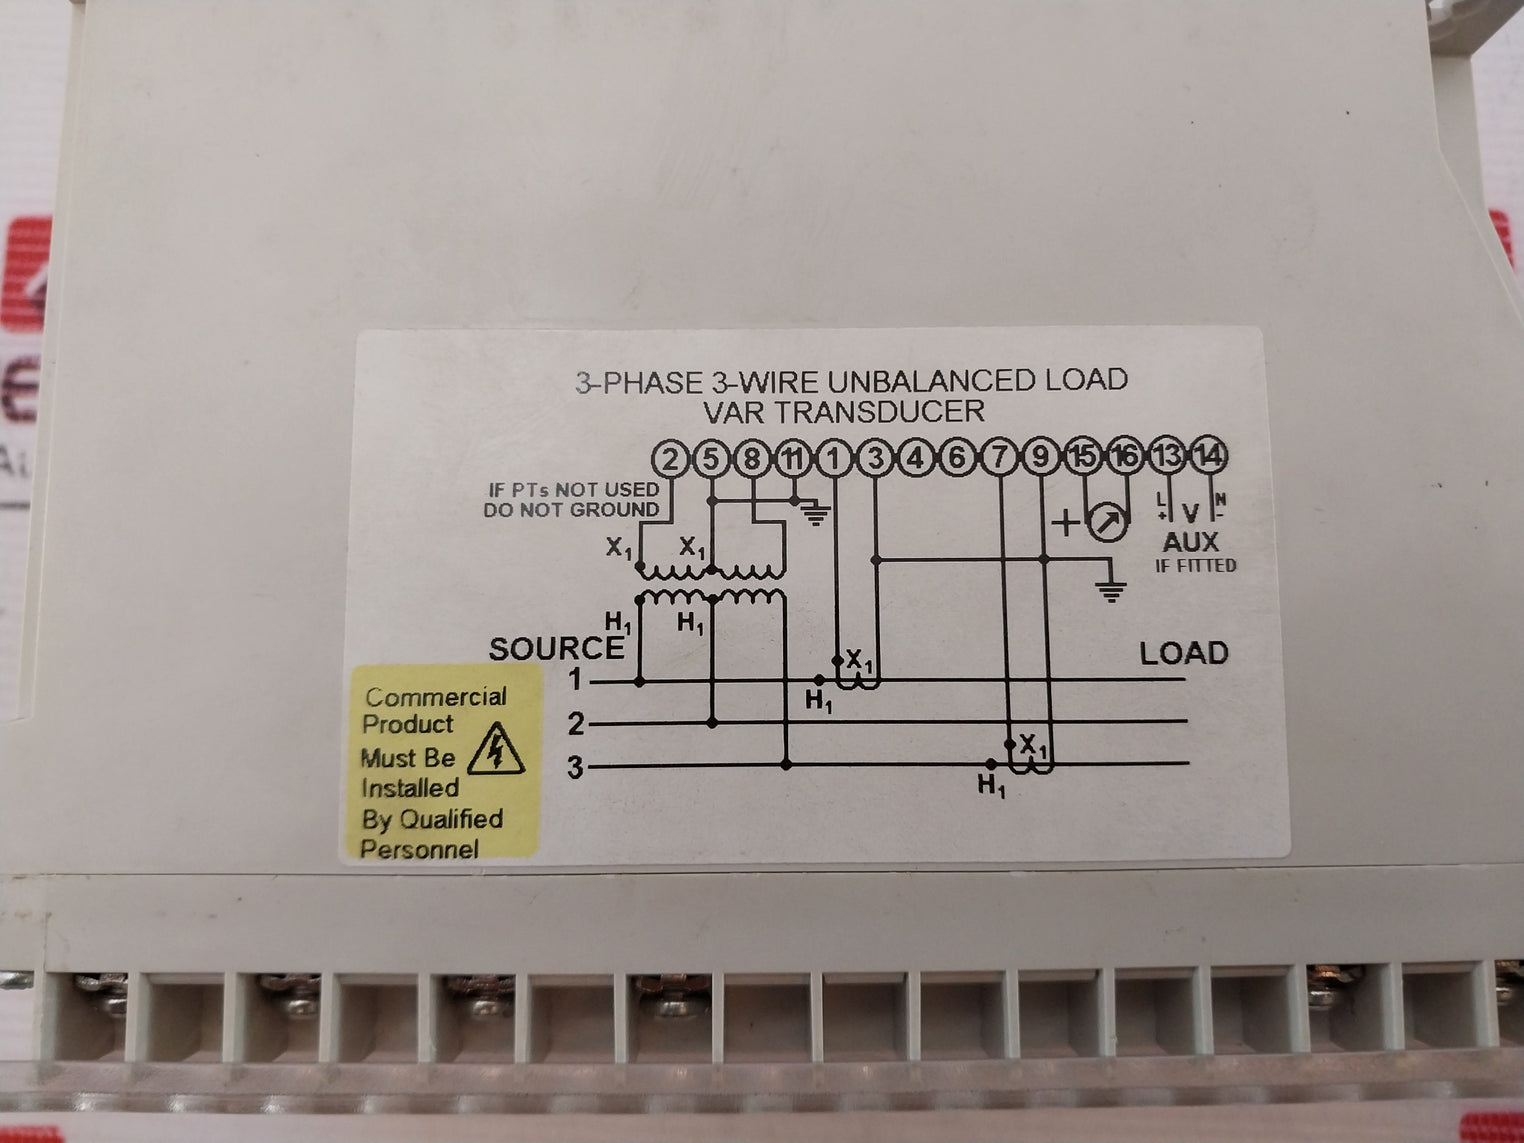 3-PHASE 3-WIRE UNBALANCED LOAD
VAR TRANSDUCER
2 5 8 11 1 3 4 6 7 9 15 16 13 14
IF PTs NOT USED
DO NOT GROUND
L N
+ V -
+
AUX
IF FITTED
X1 X1
H1 H1
SOURCE
LOAD
X1
1
H1
2
X1
3
H1
Commercial
Product
Must Be
Installed
By Qualified
Personnel